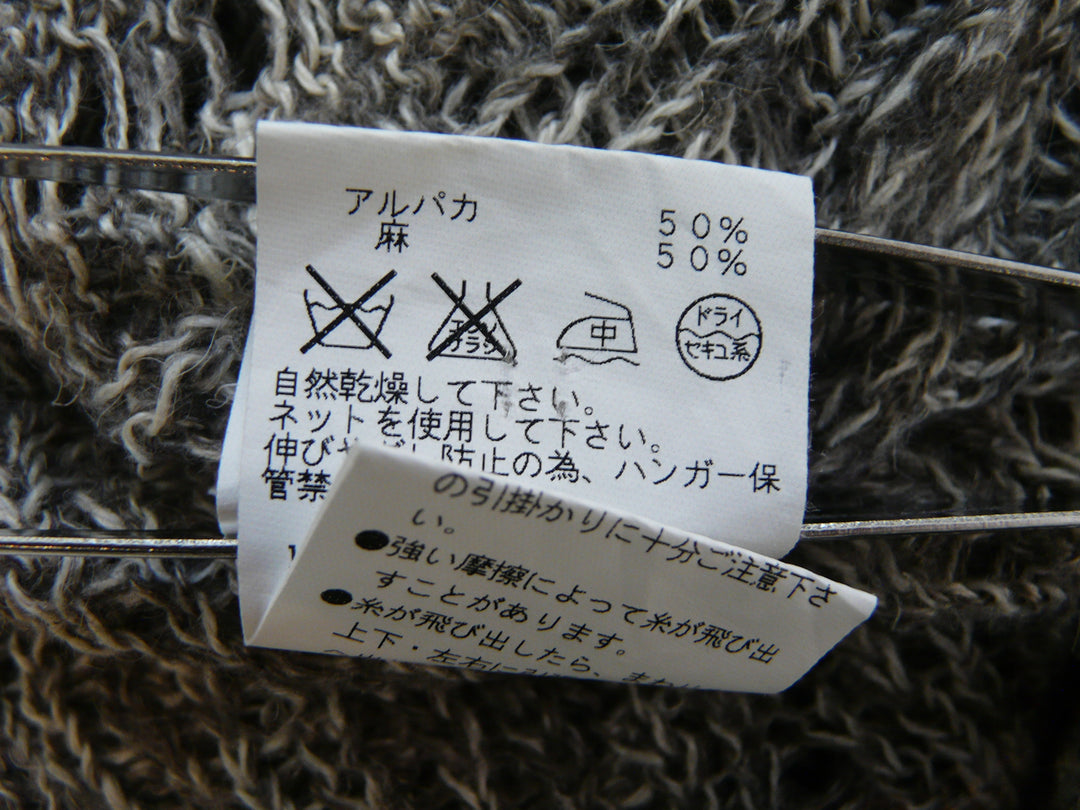 アルパカ 50%
麻 50%
中
ドライ
セキユ系
自然乾燥して下さい。
ネットを使用して下さい。
伸び 防止の為、ハンガー保
管禁
の引掛かりに十分ご注意下さ
い。
●強い摩擦によって糸が飛び出
すことがあります。
●糸が飛び出したら、
上下・左右に